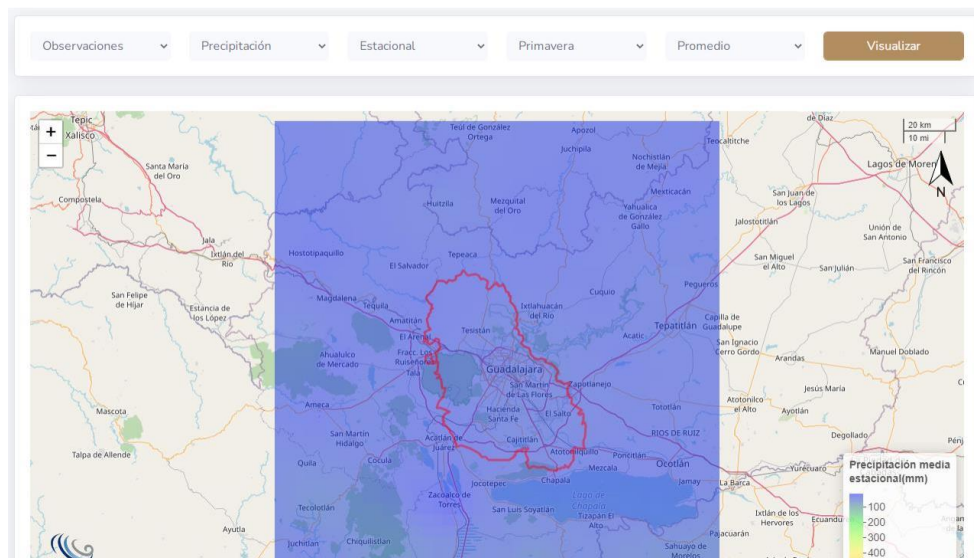 Observaciones Precipitación Estacional Primavera Promedio Visualizar
+
−
Tepic
Xalisco
Santa María
del Oro
Compostela
Jala
Ixtlán del
Río
San Felipe
de Híjar
Estancia de
los López
Mascota
Talpa de Allende
Ayutla
Teúl de González
Ortega
Apozol
Juchipila
Nochistlán
de Mejía
Mexticacán
Huitzila
Mezquital
del Oro
Yahualica
de González
Gallo
Hostotipaquillo
Tepeaca
El Salvador
Magdalena
Tequila
Amatitán
El Arenal
Cuquío
Ixtlahuacán
del Río
Tesistán
Acatic
Ahualulco
de Mercado
Fracc. Los
Ruiseñores
Tala
Guadalajara
San Martín
de Las Flores
Zapotlanejo
Ameca
Hacienda
Santa Fe
El Salto
Tototlán
San Martín
Hidalgo
Acatlán de
Juárez
Cajititlán
RIOS DE RUIZ
Quila
Cocula
Atotonilquillo
Poncitlán
Ocotlán
Mezcala
Jocotepec
Chapala
Jamay
Zacoalco de
Torres
Lago de
Chapala
San Luis Soyatlán
Tizapán El
Alto
Tecolotlán
Juchitlán
Chiquilistlán
Sahuayo de
Morelos
de Díaz
Teocaltitche
20 km
10 mi
Lagos de Moren
N
San Juan de
los Lagos
Jalostotitlán
Unión de
San Antonio
San Miguel
el Alto
San Julián
San Francisco
del Rincón
Pegueros
Capilla de
Guadalupe
Tepatitlán
San Ignacio
Cerro Gordo
Arandas
Manuel Doblado
Jesús María
Atotonilco
el Alto
Ayotlán
Degollado
Pénj
La Barca
Yurécuaro
Ixtlán de los
Hervores
Ecuandu
Pajacuarán
Precipitación media
estacional(mm)
100
200
300
400